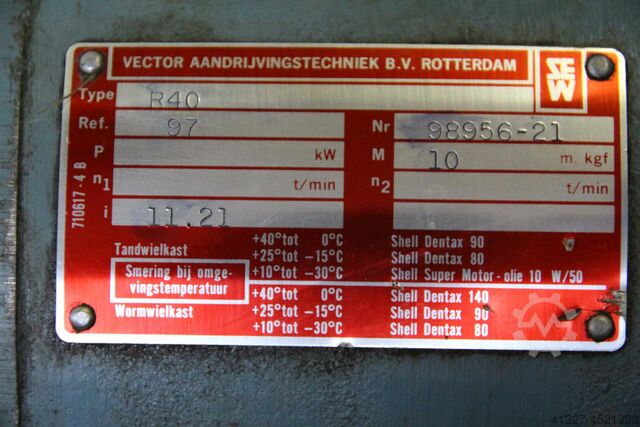 VECTOR AANDRIJVINGSTECHNIEK B.V. ROTTERDAM
SEW
Type R40
Ref. 97 Nr 98956-21
P kW M 10 m. kgf
n1 t/min n2 t/min
i 11.21
710617-4 B
+40°tot 0°C Shell Dentax 90
Tandwielkast +25°tot -15°C Shell Dentax 80
+10°tot -30°C Shell Super Motor-olie 10 W/50
Smering bij omge-
vingstemperatuur
+40°tot 0°C Shell Dentax 140
Wormwielkast +25°tot -15°C Shell Dentax 90
+10°tot -30°C Shell Dentax 80
41227-4521329